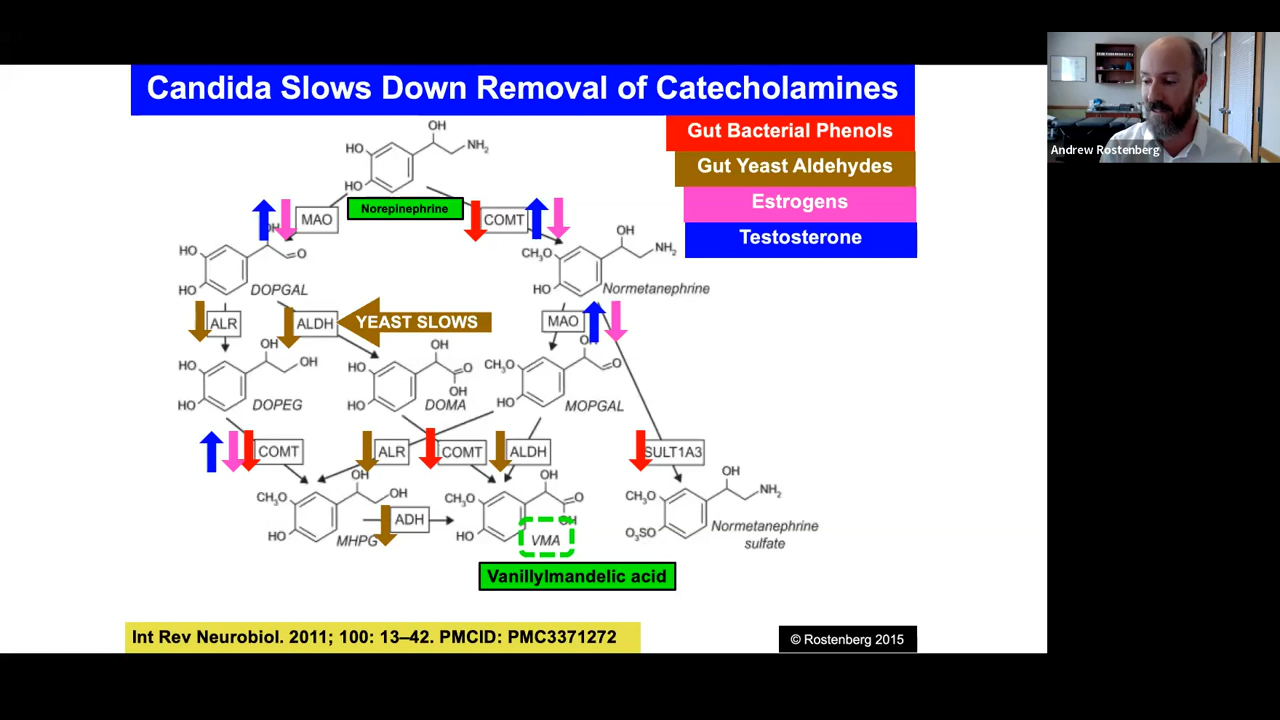 Candida Slows Down Removal of Catecholamines
Gut Bacterial Phenols
Gut Yeast Aldehydes
Estrogens
Testosterone
Andrew Rostenberg
OH
HO
NH₂
HO
Norepinephrine
MAO
COMT
OH
HO
O
HO
DOPGAL
OH
CH₃O
NH₂
HO
Normetanephrine
ALR
ALDH
YEAST SLOWS
MAO
OH
HO
OH
HO
DOPEG
OH
HO
O
OH
HO
DOMA
OH
CH₃O
O
HO
MOPGAL
COMT
ALR
COMT
ALDH
SULT1A3
OH
CH₃O
OH
HO
MHPG
ADH
OH
CH₃O
O
OH
HO
VMA
OH
CH₃O
NH₂
O₃SO
Normetanephrine
sulfate
Vanillylmandelic acid
Int Rev Neurobiol. 2011; 100: 13–42. PMCID: PMC3371272
© Rostenberg 2015